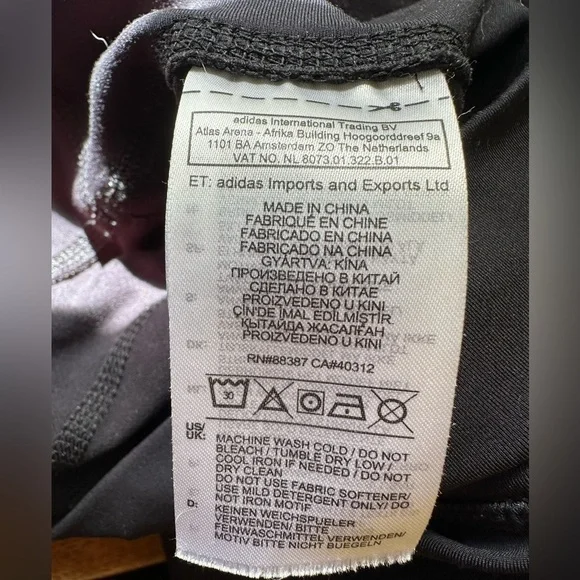 adidas International Trading BV
Atlas Arena - Afrika Building Hoogoorddreef 9a
1101 BA Amsterdam ZO The Netherlands
VAT NO. NL 8073.01.322.B.01
ET: adidas Imports and Exports Ltd
MADE IN CHINA
FABRIQUÉ EN CHINE
FABRICADO EN CHINA
FABRICADO NA CHINA
GYÁRTVA: KÍNA
ПРОИЗВЕДЕНО В КИТАЙ
СДЕЛАНО В КИТАЕ
PROIZVEDENO U KINI
ÇİN'DE İMAL EDİLMİŞTİR
ҚЫТАЙДА ЖАСАЛҒАН
PROIZVEDENO U KINI
RN#88387 CA#40312
30
US/
UK: MACHINE WASH COLD / DO NOT
BLEACH / TUMBLE DRY LOW /
COOL IRON IF NEEDED / DO NOT
DRY CLEAN
DO NOT USE FABRIC SOFTENER/
USE MILD DETERGENT ONLY/ DO
NOT IRON MOTIF
D: KEINEN WEICHSPUELER
VERWENDEN/ BITTE
FEINWASCHMITTEL VERWENDEN/
MOTIV BITTE NICHT BUEGELN